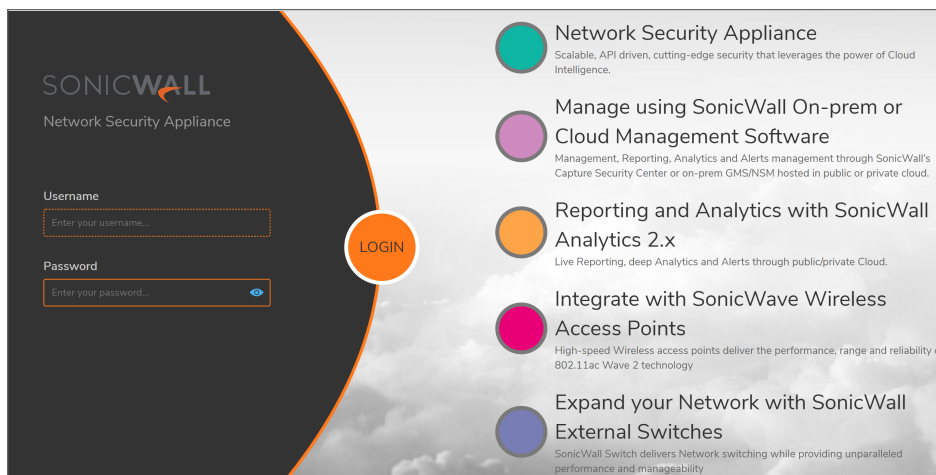 SONICWALL
Network Security Appliance
Username
Enter your username...
Password
Enter your password...
LOGIN
Network Security Appliance
Scalable, API driven, cutting-edge security that leverages the power of Cloud
Intelligence.
Manage using SonicWall On-prem or
Cloud Management Software
Management, Reporting, Analytics and Alerts management through SonicWall's
Capture Security Center or on-prem GMS/NSM hosted in public or private cloud.
Reporting and Analytics with SonicWall
Analytics 2.x
Live Reporting, deep Analytics and Alerts through public/private Cloud.
Integrate with SonicWave Wireless
Access Points
High-speed Wireless access points deliver the performance, range and reliability
802.11ac Wave 2 technology
Expand your Network with SonicWall
External Switches
SonicWall Switch delivers Network switching while providing unparalleled
performance and manageability